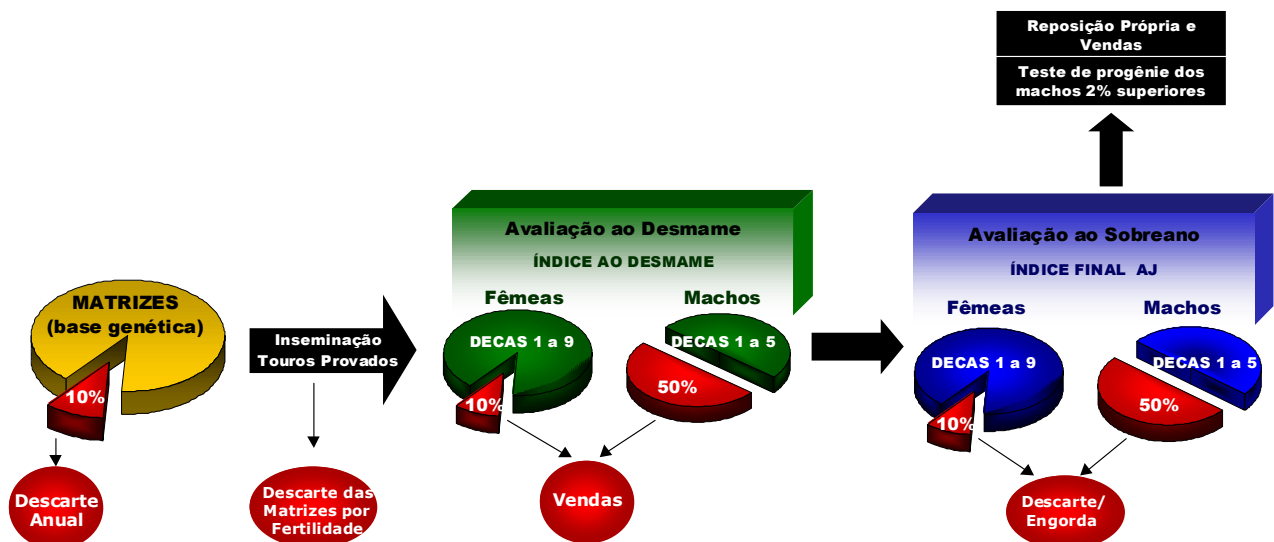 Reposição Própria e
Vendas
Teste de progênie dos
machos 2% superiores
Avaliação ao Desmame
ÍNDICE AO DESMAME
Fêmeas
Machos
DECAS 1 a 9
DECAS 1 a 5
10%
50%
Avaliação ao Sobreano
ÍNDICE FINAL AJ
Fêmeas
Machos
DECAS 1 a 9
DECAS 1 a 5
10%
50%
MATRIZES
(base genética)
10%
Inseminação
Touros Provados
Descarte
Anual
Descarte das
Matrizes por
Fertilidade
Vendas
Descarte/
Engorda